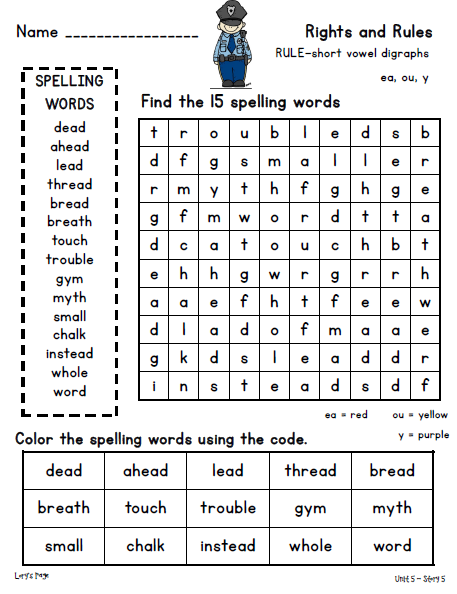 Name _________________
Rights and Rules
RULE-short vowel digraphs
ea, ou, y
SPELLING
WORDS
dead
ahead
lead
thread
bread
breath
touch
trouble
gym
myth
small
chalk
instead
whole
word
Find the 15 spelling words
t r o u b l e d s b
d f g s m a l l e r
r m y t h f g h g e
g f m w o r d t t a
d c a t o u c h b t
e h h g w r g r r h
a a e f h t f e e w
d l a d o f m a a e
g k d s l e a d d r
i n s t e a d s d f
ea = red ou = yellow
y = purple
Color the spelling words using the code.
dead ahead lead thread bread
breath touch trouble gym myth
small chalk instead whole word
Lory's Page
Unit 5 - Story 5